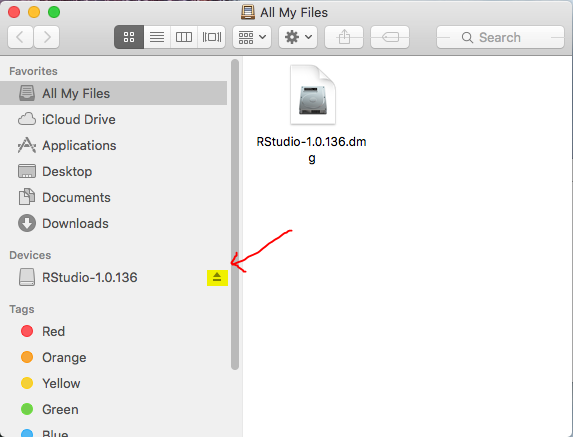 All My Files
Search
Favorites
All My Files
iCloud Drive
Applications
Desktop
Documents
Downloads
Devices
RStudio-1.0.136
Tags
Red
Orange
Yellow
Green
Blue
RStudio-1.0.136.dm
g